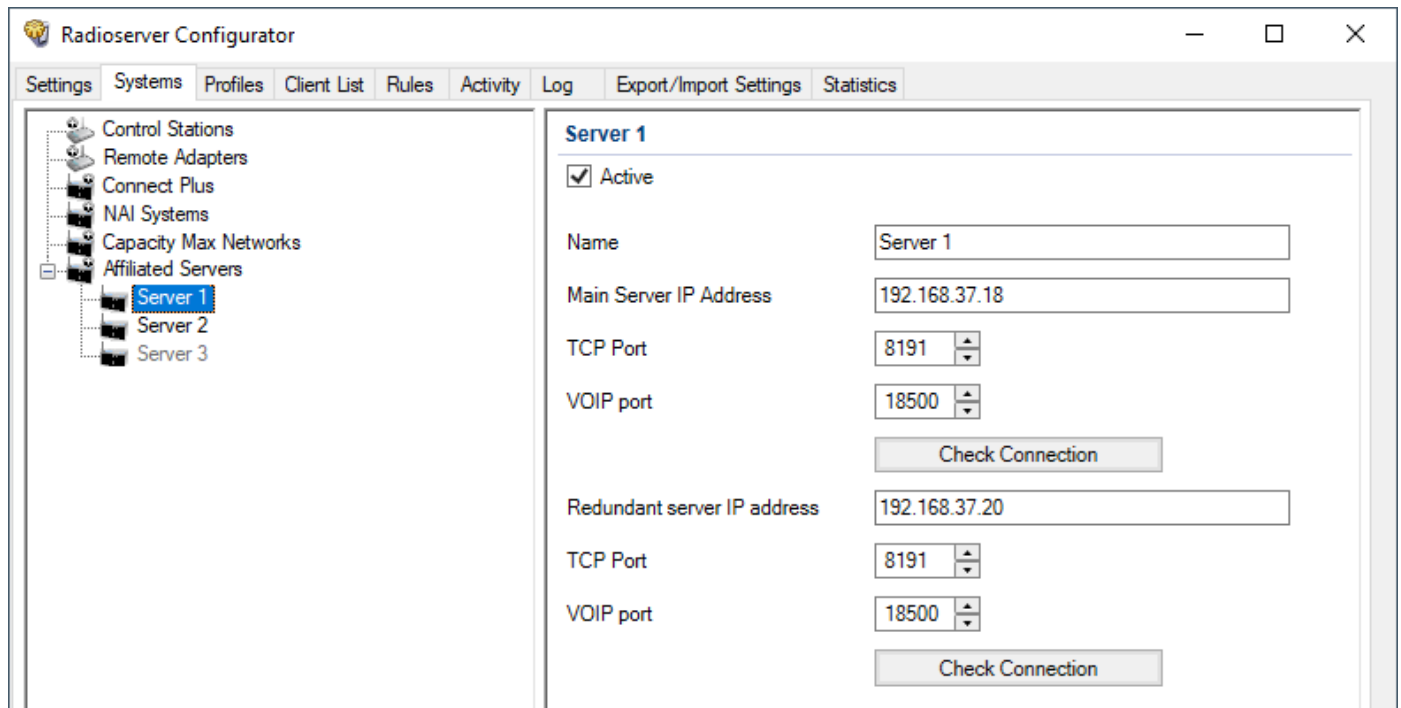 Radioserver Configurator
Settings Systems Profiles Client List Rules Activity Log Export/Import Settings Statistics
Control Stations
Remote Adapters
Connect Plus
NAI Systems
Capacity Max Networks
Affiliated Servers
Server 1
Server 2
Server 3
Server 1
Active
Name Server 1
Main Server IP Address 192.168.37.18
TCP Port 8191
VOIP port 18500
Check Connection
Redundant server IP address 192.168.37.20
TCP Port 8191
VOIP port 18500
Check Connection